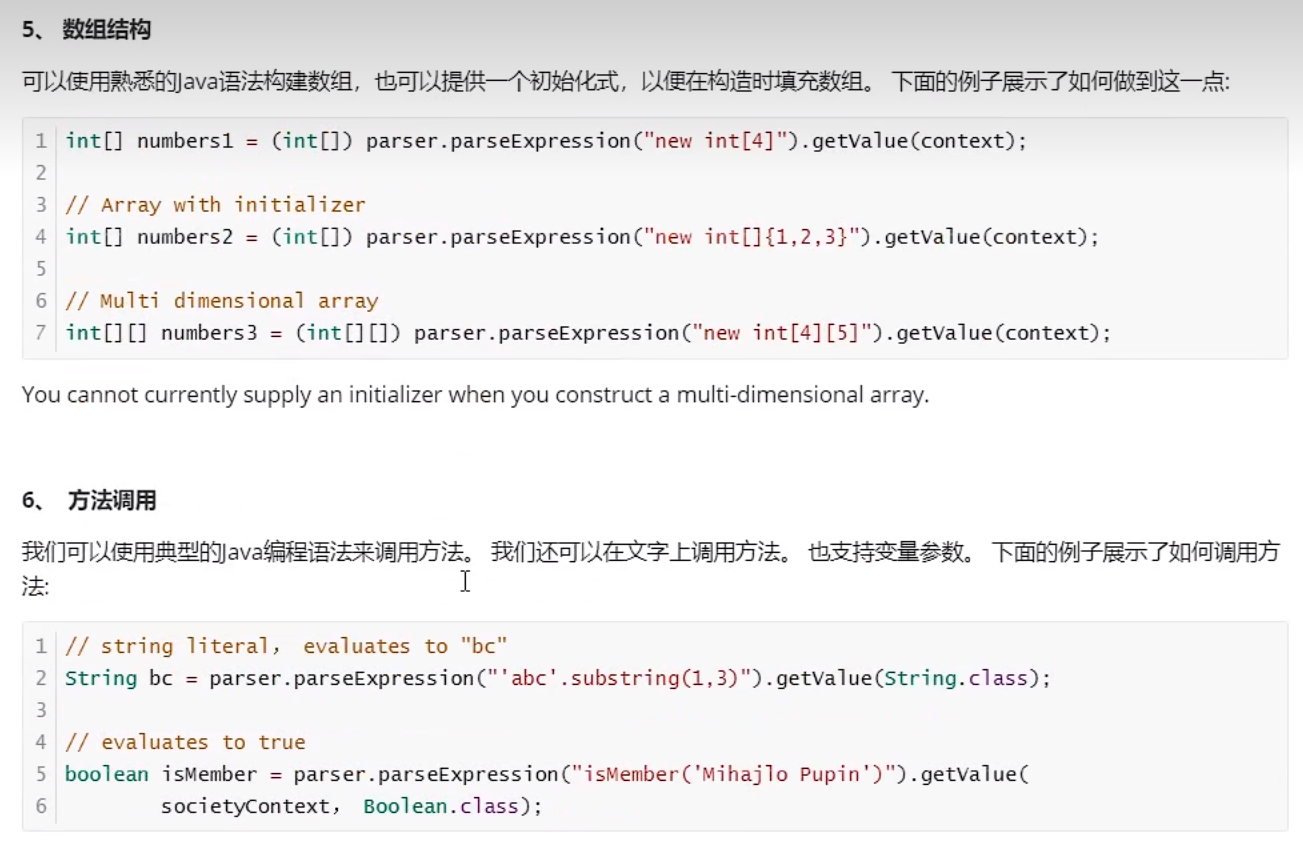 5、 数组结构
可以使用熟悉的Java语法构建数组，也可以提供一个初始化式，以便在构造时填充数组。 下面的例子展示了如何做到这一点:
1 int[] numbers1 = (int[]) parser.parseExpression("new int[4]").getValue(context);
2
3 // Array with initializer
4 int[] numbers2 = (int[]) parser.parseExpression("new int[]{1,2,3}").getValue(context);
5
6 // Multi dimensional array
7 int[][] numbers3 = (int[][]) parser.parseExpression("new int[4][5]").getValue(context);
You cannot currently supply an initializer when you construct a multi-dimensional array.
6、 方法调用
我们可以使用典型的Java编程语法来调用方法。 我们还可以在文字上调用方法。 也支持变量参数。 下面的例子展示了如何调用方
法:
1 // string literal， evaluates to "bc"
2 String bc = parser.parseExpression("'abc'.substring(1,3)").getValue(String.class);
3
4 // evaluates to true
5 boolean isMember = parser.parseExpression("isMember('Mihajlo Pupin')").getValue(
6 societyContext， Boolean.class);